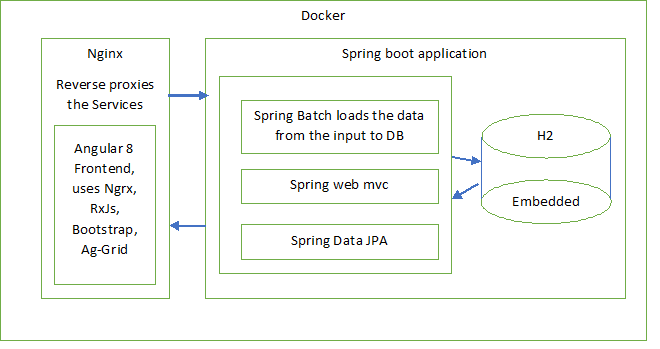 Docker
Nginx
Reverse proxies
the Services
Angular 8
Frontend,
uses Ngrx,
RxJs,
Bootstrap,
Ag-Grid
Spring boot application
Spring Batch loads the data
from the input to DB
Spring web mvc
Spring Data JPA
H2
Embedded